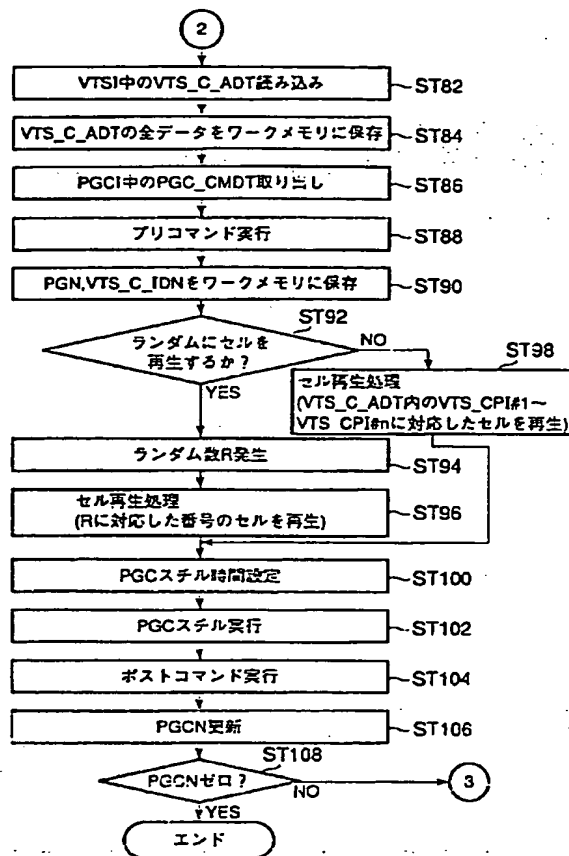 2
VTSI中のVTS_C_ADT読み込み
ST82
VTS_C_ADTの全データをワークメモリに保存
ST84
PGCI中のPGC_CMDT取り出し
ST86
プリコマンド実行
ST88
PGN,VTS_C_IDNをワークメモリに保存
ST90
ST92
ランダムにセルを
再生するか?
NO
YES
ST98
セル再生処理
(VTS_C_ADT内のVTS_CPI#1〜
VTS_CPI#nに対応したセルを再生)
ランダム数R発生
ST94
セル再生処理
(Rに対応した番号のセルを再生)
ST96
PGCスチル時間設定
ST100
PGCスチル実行
ST102
ポストコマンド実行
ST104
PGCN更新
ST106
ST108
PGCNゼロ?
NO
3
YES
エンド